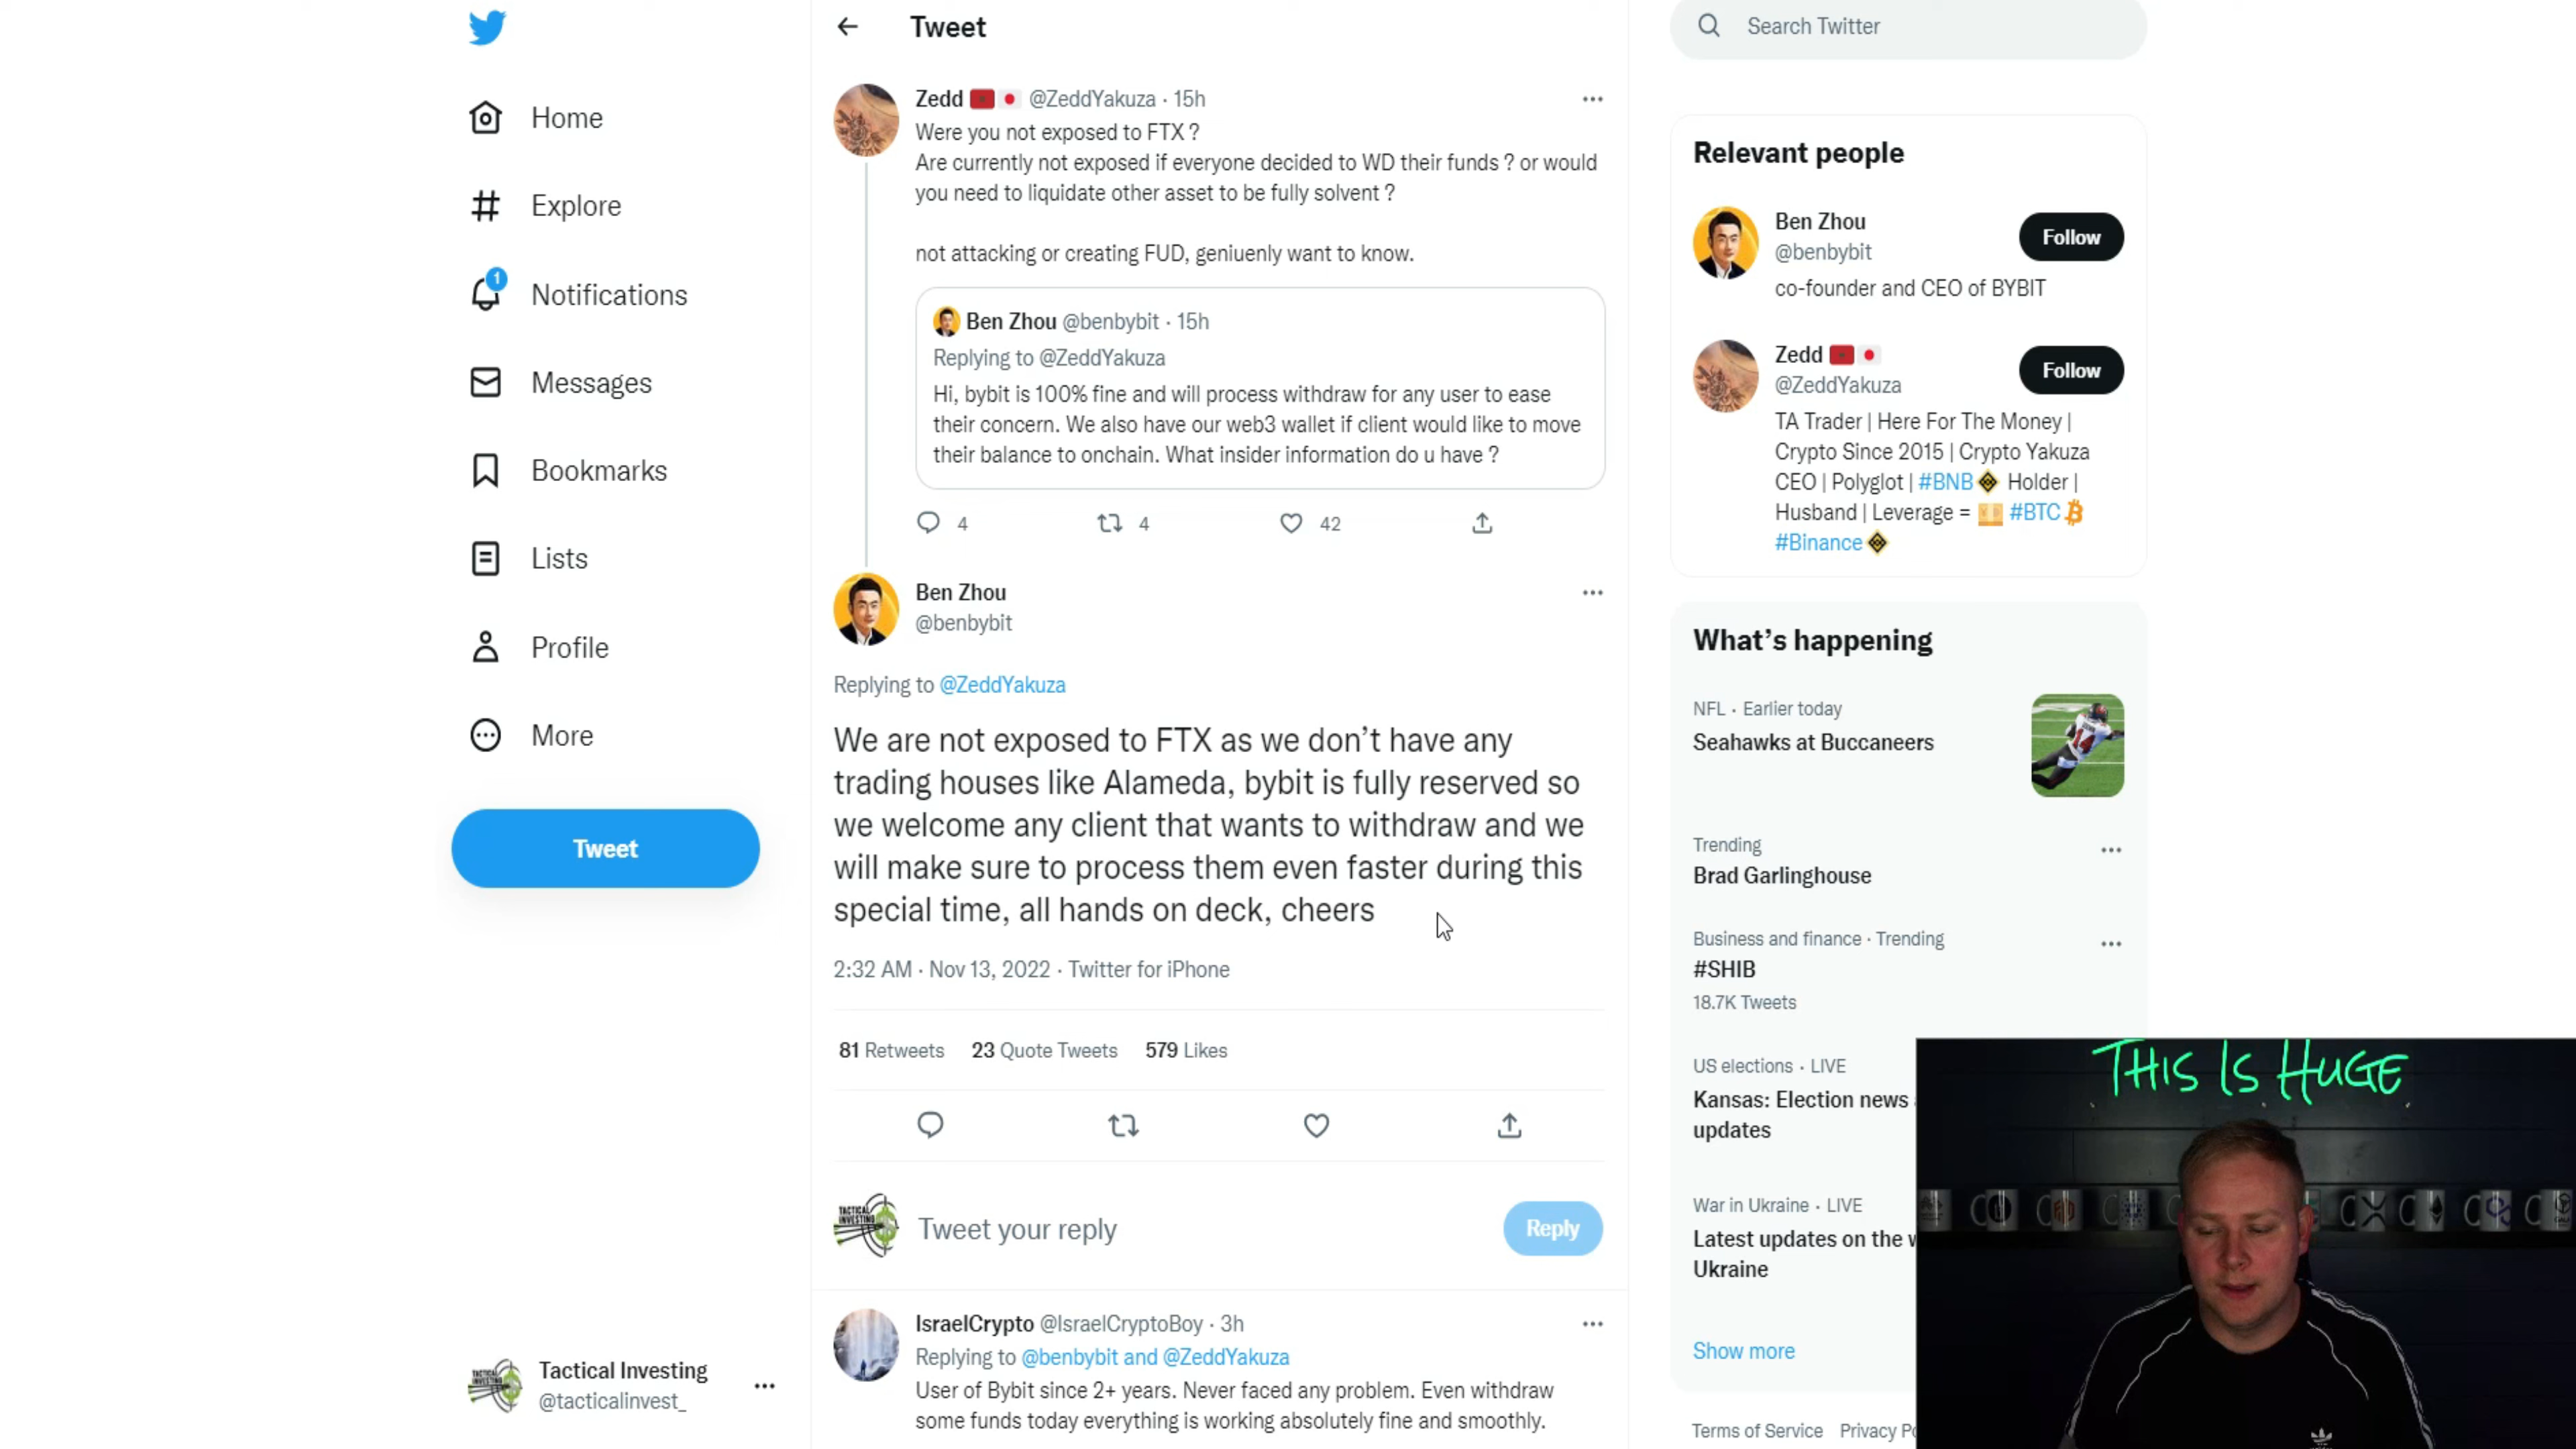 Home
Explore
1
Notifications
Messages
Bookmarks
Lists
Profile
More
Tweet
Tactical Investing
@tacticalinvest_
Tweet
Zedd @ZeddYakuza · 15h
Were you not exposed to FTX ?
Are currently not exposed if everyone decided to WD their funds ? or would
you need to liquidate other asset to be fully solvent ?
not attacking or creating FUD, geniuenly want to know.
Ben Zhou @benbybit · 15h
Replying to @ZeddYakuza
Hi, bybit is 100% fine and will process withdraw for any user to ease
their concern. We also have our web3 wallet if client would like to move
their balance to onchain. What insider information do u have ?
4 4 42
Ben Zhou
@benbybit
Replying to @ZeddYakuza
We are not exposed to FTX as we don't have any
trading houses like Alameda, bybit is fully reserved so
we welcome any client that wants to withdraw and we
will make sure to process them even faster during this
special time, all hands on deck, cheers
2:32 AM · Nov 13, 2022 · Twitter for iPhone
81 Retweets 23 Quote Tweets 579 Likes
TACTICAL
INVESTING
Tweet your reply
Reply
IsraelCrypto @IsraelCryptoBoy · 3h
Replying to @benbybit and @ZeddYakuza
User of Bybit since 2+ years. Never faced any problem. Even withdraw
some funds today everything is working absolutely fine and smoothly.
Search Twitter
Relevant people
Ben Zhou
@benbybit
Follow
co-founder and CEO of BYBIT
Zedd
@ZeddYakuza
Follow
TA Trader | Here For The Money |
Crypto Since 2015 | Crypto Yakuza
CEO | Polyglot | #BNB Holder |
Husband | Leverage = #BTC
#Binance
What's happening
NFL · Earlier today
Seahawks at Buccaneers
Trending
Brad Garlinghouse
Business and finance · Trending
#SHIB
18.7K Tweets
US elections · LIVE
Kansas: Election news
updates
War in Ukraine · LIVE
Latest updates on the
Ukraine
Show more
Terms of Service Privacy
THIS IS HUGE